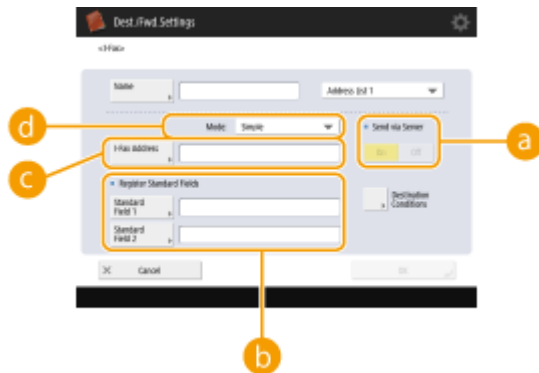 Dest./Fwd.Settings
<I-Fax>
Name
Address List 1
Mode: Simple
Send via Server
On Off
I-Fax Address
Register Standard Fields
Standard Field 1
Standard Field 2
Destination Conditions
Cancel
OK
d
c
a
b